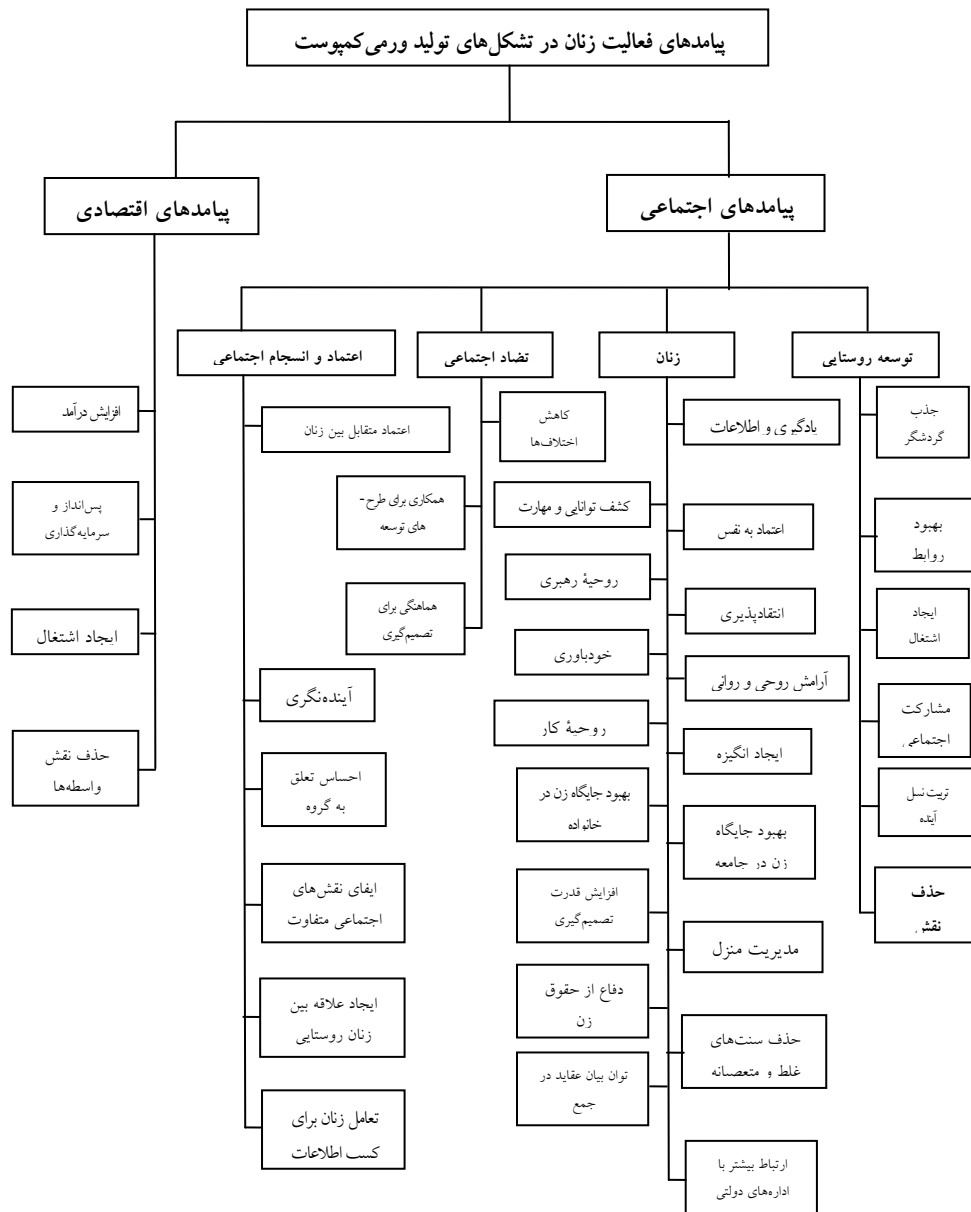 پیامدهای فعالیت زنان در تشکل‌های تولید ورمی‌کمپوست
پیامدهای اجتماعی
پیامدهای اقتصادی
توسعه روستایی
زنان
تضاد اجتماعی
اعتماد و انسجام اجتماعی
جذب
گردشگر
بهبود
روابط
ایجاد
اشتغال
مشارکت
اجتماعی
تربیت نسل
آینده
حذف
نقش
یادگیری و اطلاعات
اعتماد به نفس
انتقادپذیری
آرامش روحی و روانی
ایجاد انگیزه
بهبود جایگاه
زن در جامعه
مدیریت منزل
حذف سنت‌های
غلط و متعصبانه
ارتباط بیشتر با
اداره‌های دولتی
کشف توانایی و مهارت
روحیۀ رهبری
خودباوری
روحیۀ کار
بهبود جایگاه زن در
خانواده
افزایش قدرت
تصمیم‌گیری
دفاع از حقوق
زن
توان بیان عقاید در
جمع
کاهش
اختلاف‌ها
همکاری برای طرح-
های توسعه
هماهنگی برای
تصمیم‌گیری
اعتماد متقابل بین زنان
آینده‌نگری
احساس تعلق
به گروه
ایفای نقش‌های
اجتماعی متفاوت
ایجاد علاقه بین
زنان روستایی
تعامل زنان برای
کسب اطلاعات
افزایش درآمد
پس‌انداز و
سرمایه‌گذاری
ایجاد اشتغال
حذف نقش
واسطه‌ها